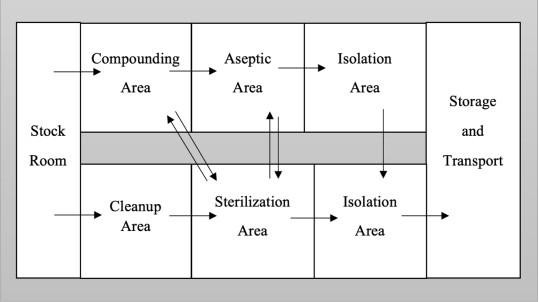 Stock
Room
Compounding
Area
Aseptic
Area
Isolation
Area
Cleanup
Area
Sterilization
Area
Isolation
Area
Storage
and
Transport